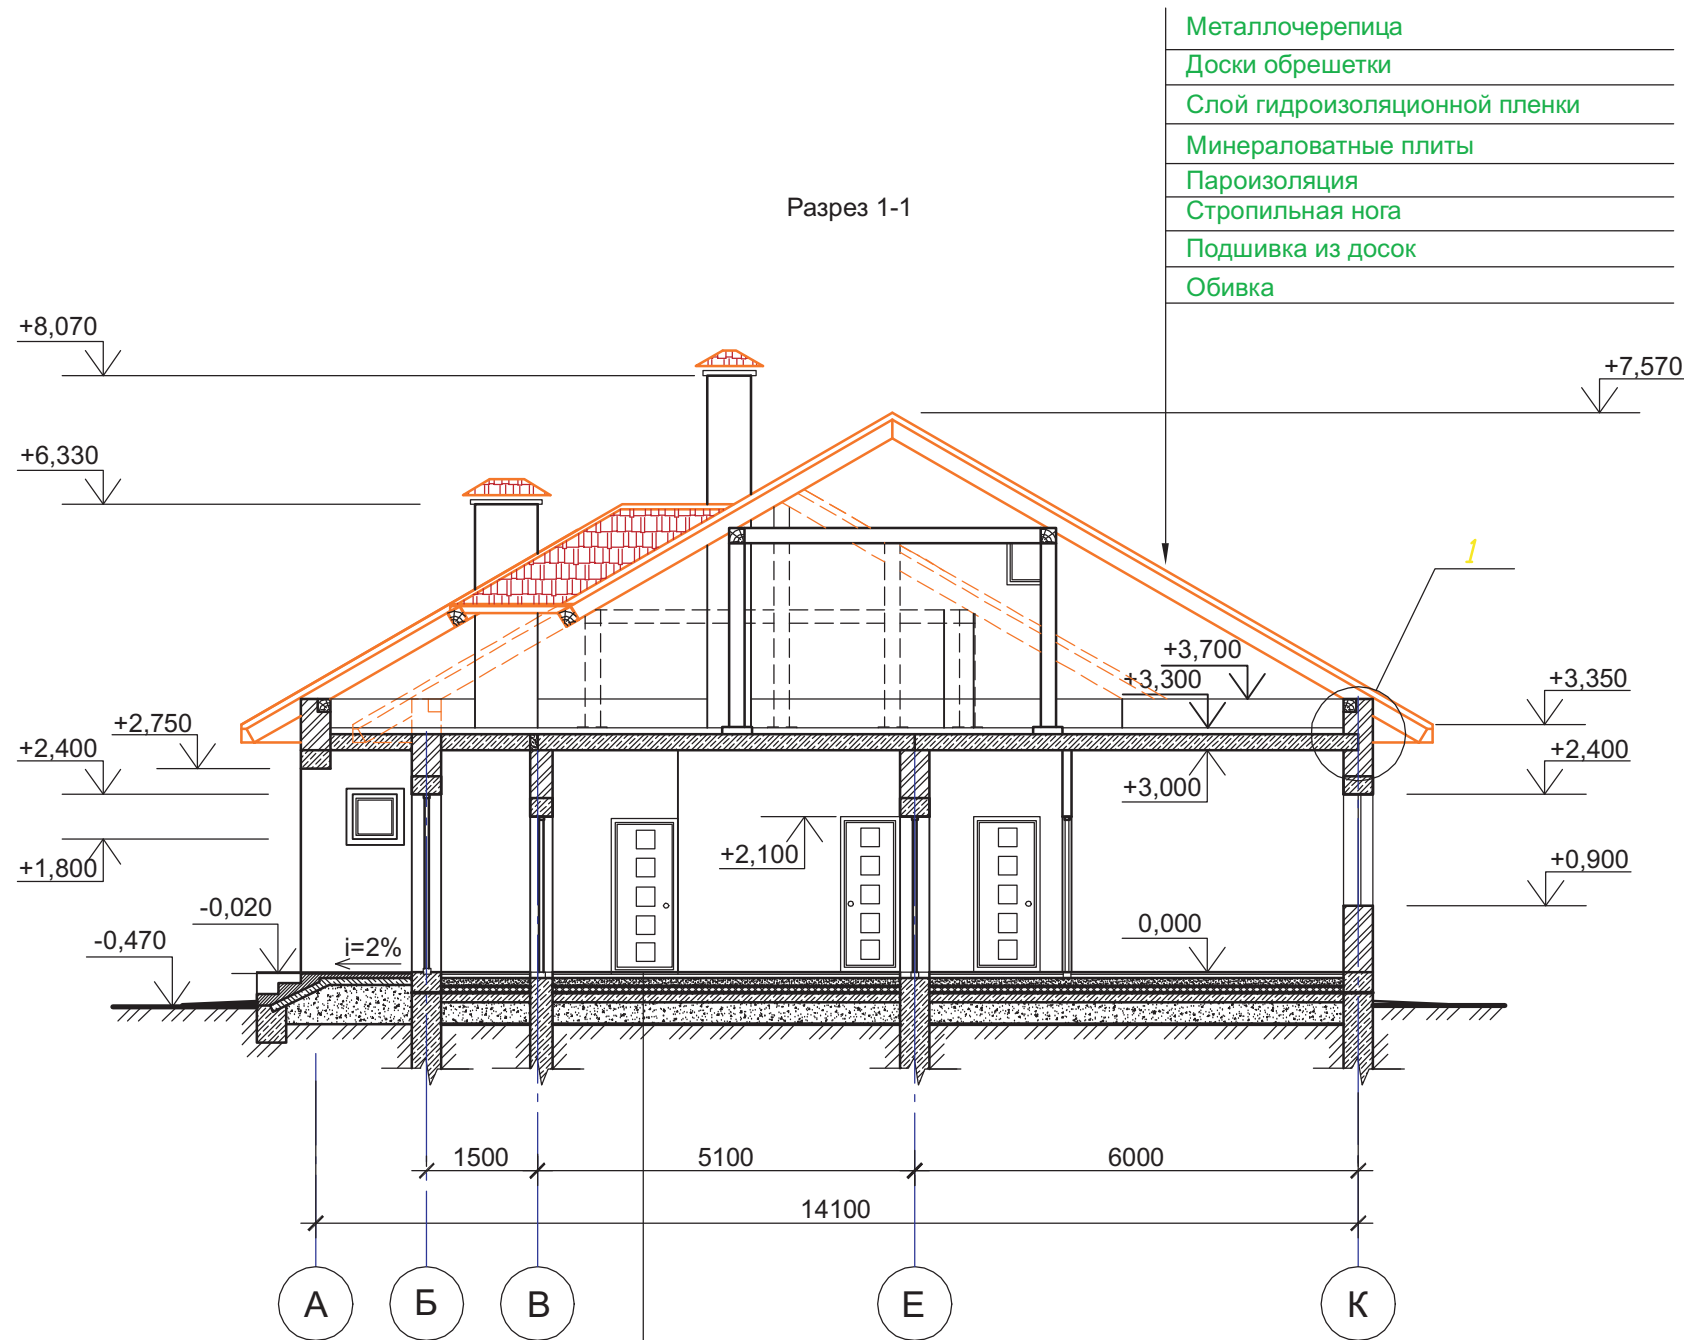 Металлочерепица
Доски обрешетки
Слой гидроизоляционной пленки
Минераловатные плиты
Пароизоляция
Стропильная нога
Подшивка из досок
Обивка
Разрез 1-1
+8,070
+7,570
+6,330
1
+3,700
+3,300
+3,350
+2,750
+2,400
+2,400
+3,000
+2,100
+1,800
+0,900
-0,020
0,000
-0,470
i=2%
1500
5100
6000
14100
А
Б
В
Е
К